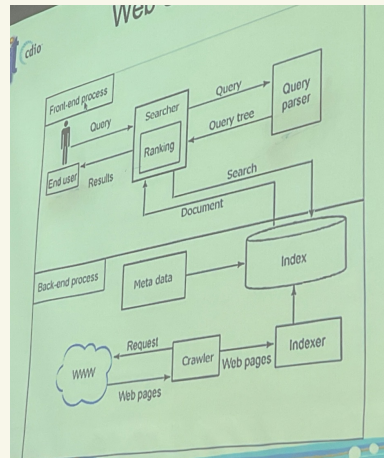 Web
cdio
Front-end process
Query
Searcher
Query
Query
parser
Ranking
Query tree
End user
Results
Search
Document
Back-end process
Meta data
Index
Request
WWW
Crawler
Web pages
Indexer
Web pages